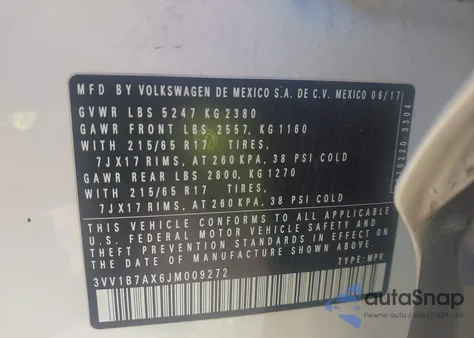 MFD BY VOLKSWAGEN DE MEXICO S.A. DE C.V. MEXICO 06/17
GVWR LBS 5247 KG 2380
GAWR FRONT LBS 2557, KG 1160
WITH 215/65 R17 TIRES,
7JX17 RIMS, AT 260 KPA, 38 PSI COLD
GAWR REAR LBS 2800, KG 1270
WITH 215/65 R17 TIRES,
7JX17 RIMS, AT 260 KPA, 38 PSI COLD
THIS VEHICLE CONFORMS TO ALL APPLICABLE
U.S. FEDERAL MOTOR VEHICLE SAFETY AND
THEFT PREVENTION STANDARDS IN EFFECT ON
THE DATE OF MANUFACTURE SHOWN ABOVE.
3VV1B7AX6JM009272
TYPE: MPV
3304
autoSnap
Pewne auta z